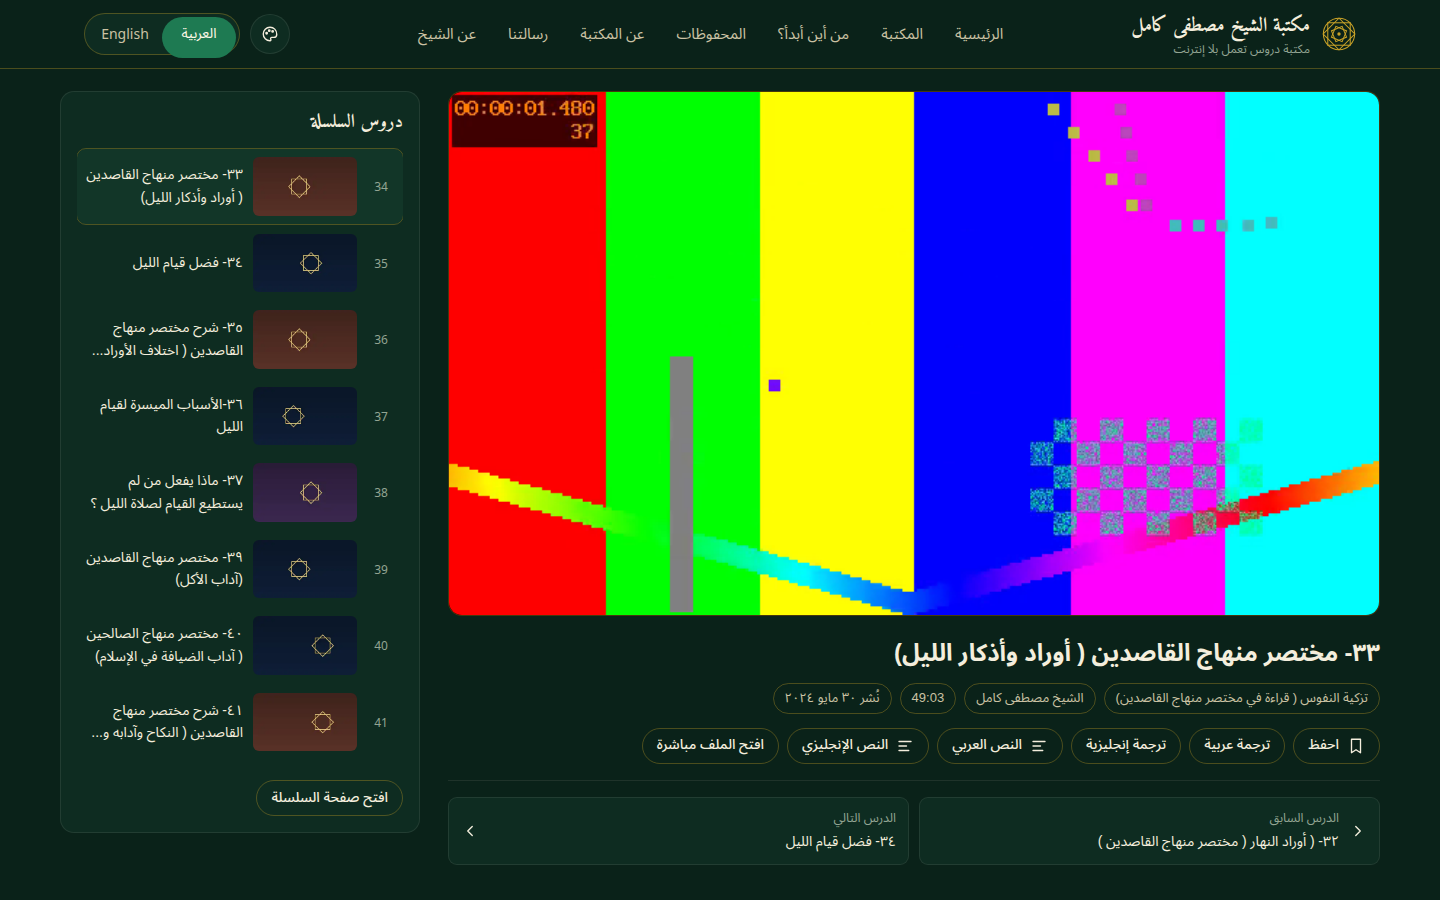 مكتبة الشيخ مصطفى كامل
مكتبة دروس تعمل بلا إنترنت
الرئيسية
المكتبة
من أين أبدأ؟
المحفوظات
عن المكتبة
رسالتنا
عن الشيخ
العربية
English
00:00:01.480
37
٣٣- مختصر منهاج القاصدين ( أوراد وأذكار الليل)
تزكية النفوس ( قراءة في مختصر منهاج القاصدين)
الشيخ مصطفى كامل
49:03
نُشر ٣٠ مايو ٢٠٢٤
احفظ
ترجمة عربية
ترجمة إنجليزية
النص العربي
النص الإنجليزي
افتح الملف مباشرة
الدرس السابق
٣٢- ( أوراد النهار ( مختصر منهاج القاصدين )
الدرس التالي
٣٤- فضل قيام الليل
دروس السلسلة
34
٣٣- مختصر منهاج القاصدين
( أوراد وأذكار الليل)
35
٣٤- فضل قيام الليل
36
٣٥- شرح مختصر منهاج
القاصدين ( اختلاف الأوراد...
37
٣٦-الأسباب الميسرة لقيام
الليل
38
٣٧- ماذا يفعل من لم
يستطيع القيام لصلاة الليل ؟
39
٣٩- مختصر منهاج القاصدين
(آداب الأكل)
40
٤٠- مختصر منهاج الصالحين
( آداب الضيافة في الإسلام)
41
٤١- شرح مختصر منهاج
القاصدين ( النكاح وآدابه و...
افتح صفحة السلسلة